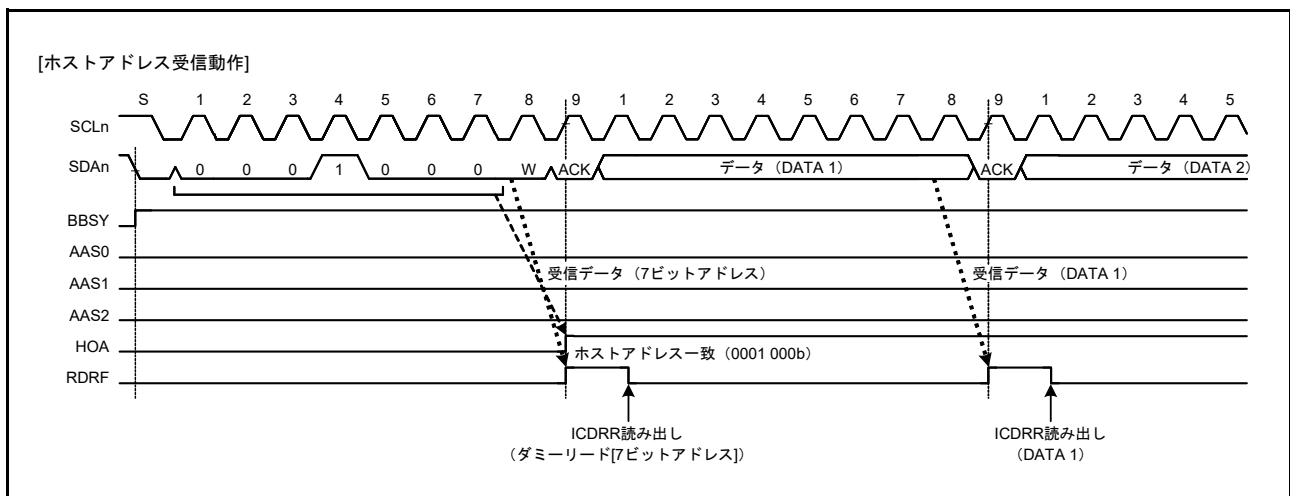 [ホストアドレス受信動作]
S 1 2 3 4 5 6 7 8 9 1 2 3 4 5 6 7 8 9 1 2 3 4 5
SCLn
SDAn 0 0 0 1 0 0 0 W ACK データ（DATA 1） ACK データ（DATA 2）
BBSY
AAS0
受信データ（7ビットアドレス） 受信データ（DATA 1）
AAS1
AAS2
HOA
ホストアドレス一致（0001 000b）
RDRF
ICDRR読み出し ICDRR読み出し
（ダミーリード[7ビットアドレス]） （DATA 1）